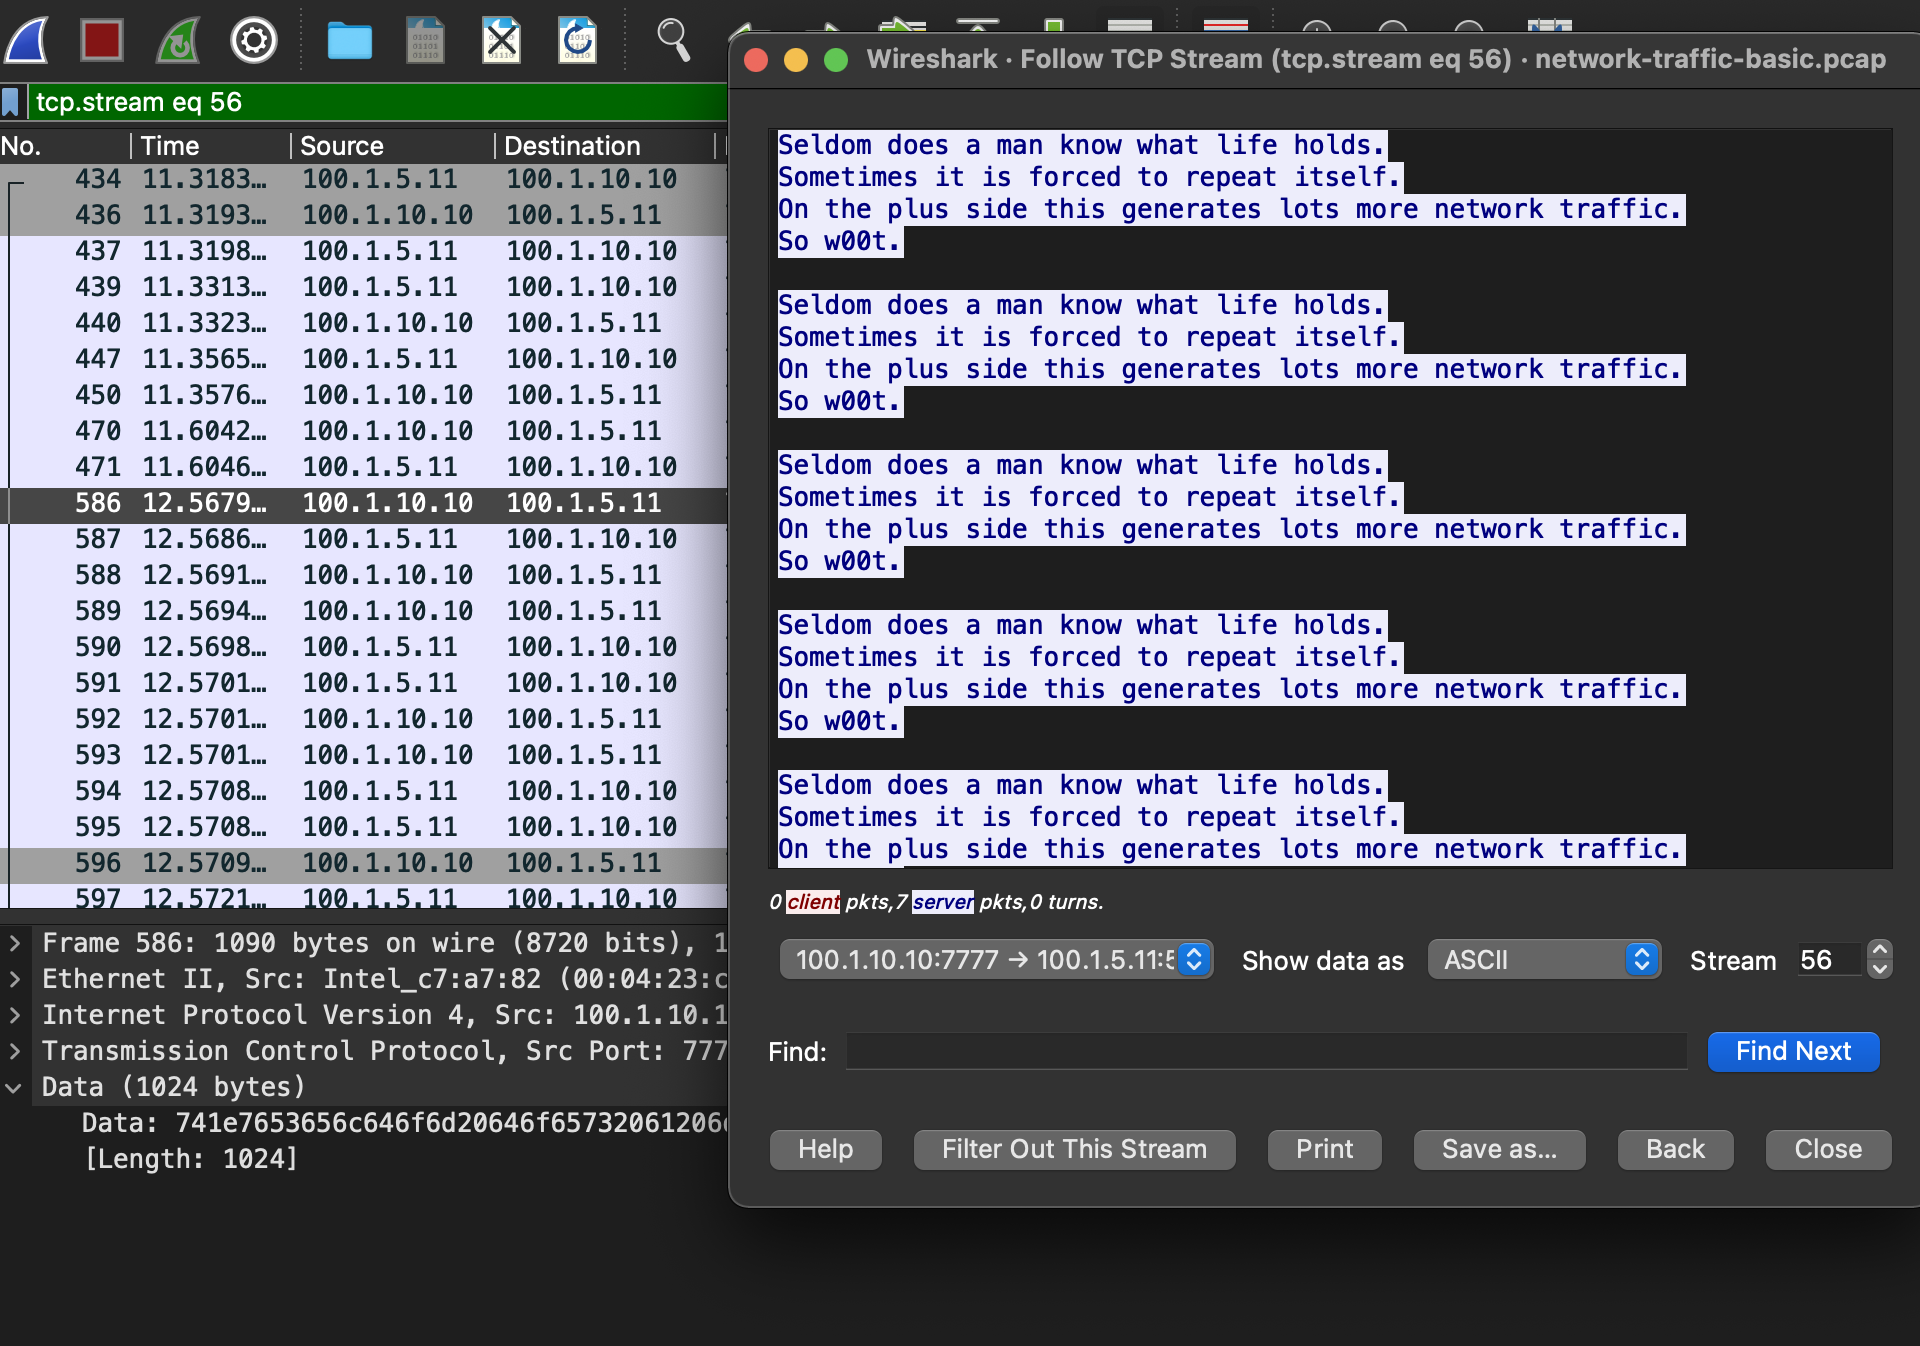 Wireshark · Follow TCP Stream (tcp.stream eq 56) · network-traffic-basic.pcap
tcp.stream eq 56
No. Time Source Destination
434 11.3183… 100.1.5.11 100.1.10.10
436 11.3193… 100.1.10.10 100.1.5.11
437 11.3198… 100.1.5.11 100.1.10.10
439 11.3313… 100.1.5.11 100.1.10.10
440 11.3323… 100.1.10.10 100.1.5.11
447 11.3565… 100.1.5.11 100.1.10.10
450 11.3576… 100.1.10.10 100.1.5.11
470 11.6042… 100.1.10.10 100.1.5.11
471 11.6046… 100.1.5.11 100.1.10.10
586 12.5679… 100.1.10.10 100.1.5.11
587 12.5686… 100.1.5.11 100.1.10.10
588 12.5691… 100.1.10.10 100.1.5.11
589 12.5694… 100.1.10.10 100.1.5.11
590 12.5698… 100.1.5.11 100.1.10.10
591 12.5701… 100.1.5.11 100.1.10.10
592 12.5701… 100.1.10.10 100.1.5.11
593 12.5701… 100.1.10.10 100.1.5.11
594 12.5708… 100.1.5.11 100.1.10.10
595 12.5708… 100.1.5.11 100.1.10.10
596 12.5709… 100.1.10.10 100.1.5.11
597 12.5721… 100.1.5.11 100.1.10.10
Frame 586: 1090 bytes on wire (8720 bits), 1
Ethernet II, Src: Intel_c7:a7:82 (00:04:23:c
Internet Protocol Version 4, Src: 100.1.10.1
Transmission Control Protocol, Src Port: 777
Data (1024 bytes)
Data: 741e7653656c646f6d20646f65732061206
[Length: 1024]
Seldom does a man know what life holds.
Sometimes it is forced to repeat itself.
On the plus side this generates lots more network traffic.
So w00t.
Seldom does a man know what life holds.
Sometimes it is forced to repeat itself.
On the plus side this generates lots more network traffic.
So w00t.
Seldom does a man know what life holds.
Sometimes it is forced to repeat itself.
On the plus side this generates lots more network traffic.
So w00t.
Seldom does a man know what life holds.
Sometimes it is forced to repeat itself.
On the plus side this generates lots more network traffic.
So w00t.
Seldom does a man know what life holds.
Sometimes it is forced to repeat itself.
On the plus side this generates lots more network traffic.
0 client pkts,7 server pkts,0 turns.
100.1.10.10:7777 → 100.1.5.11:5 Show data as ASCII Stream 56
Find: Find Next
Help Filter Out This Stream Print Save as… Back Close